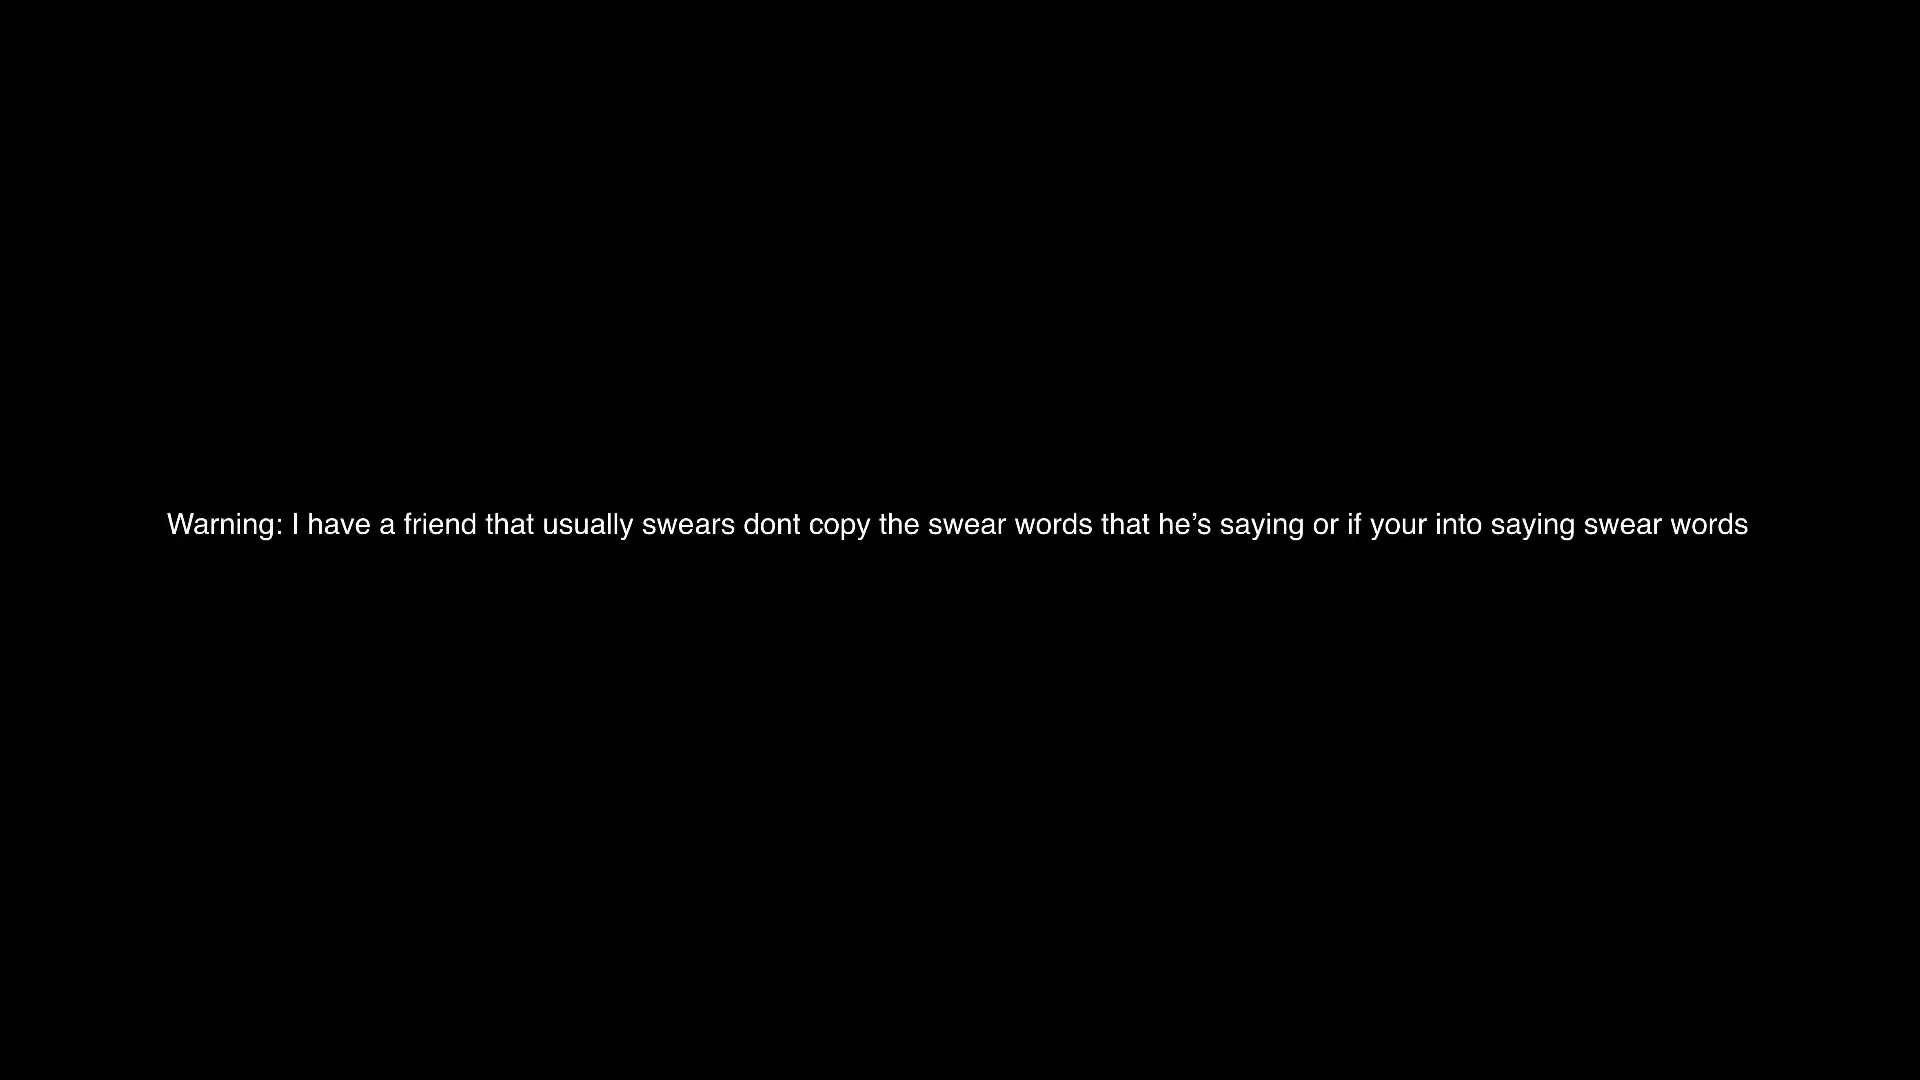 Warning: I have a friend that usually swears dont copy the swear words that he’s saying or if your into saying swear words